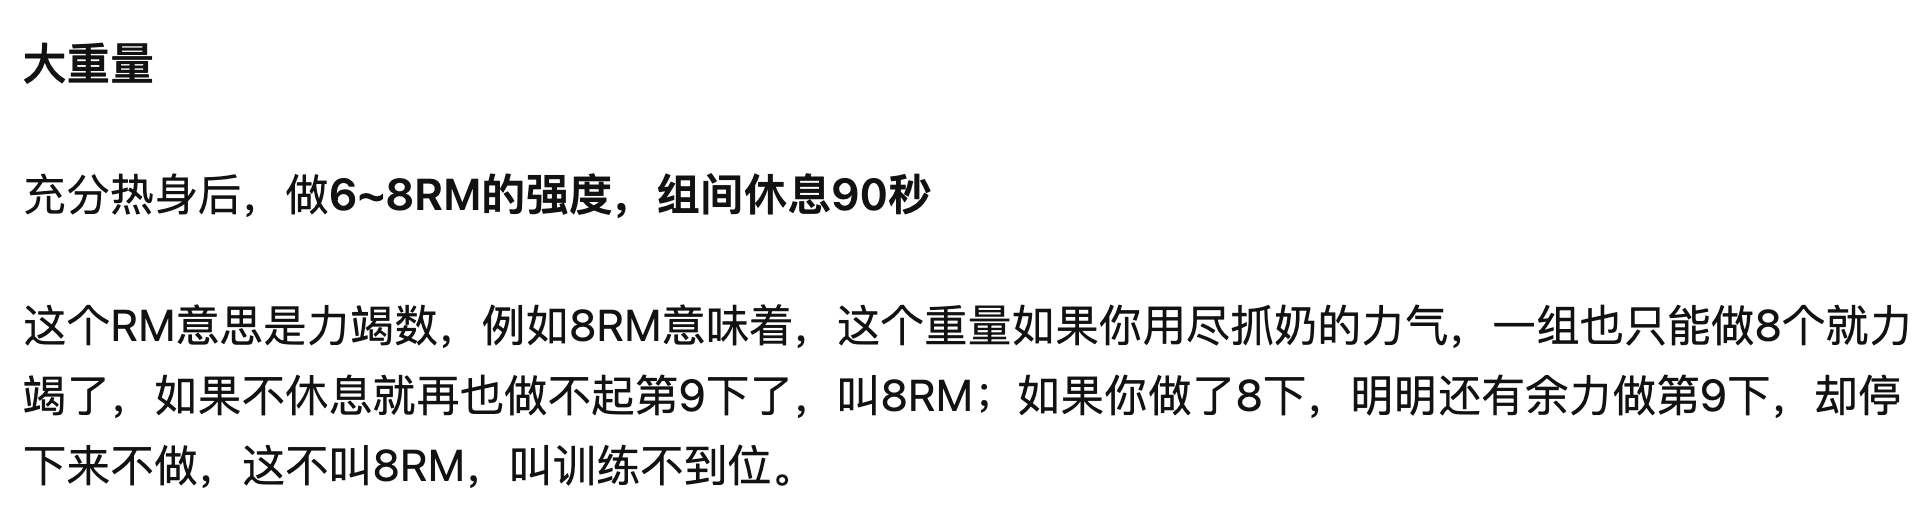 大重量
充分热身后，做6~8RM的强度，组间休息90秒
这个RM意思是力竭数，例如8RM意味着，这个重量如果你用尽抓奶的力气，一组也只能做8个就力
竭了，如果不休息就再也做不起第9下了，叫8RM；如果你做了8下，明明还有余力做第9下，却停
下来不做，这不叫8RM，叫训练不到位。